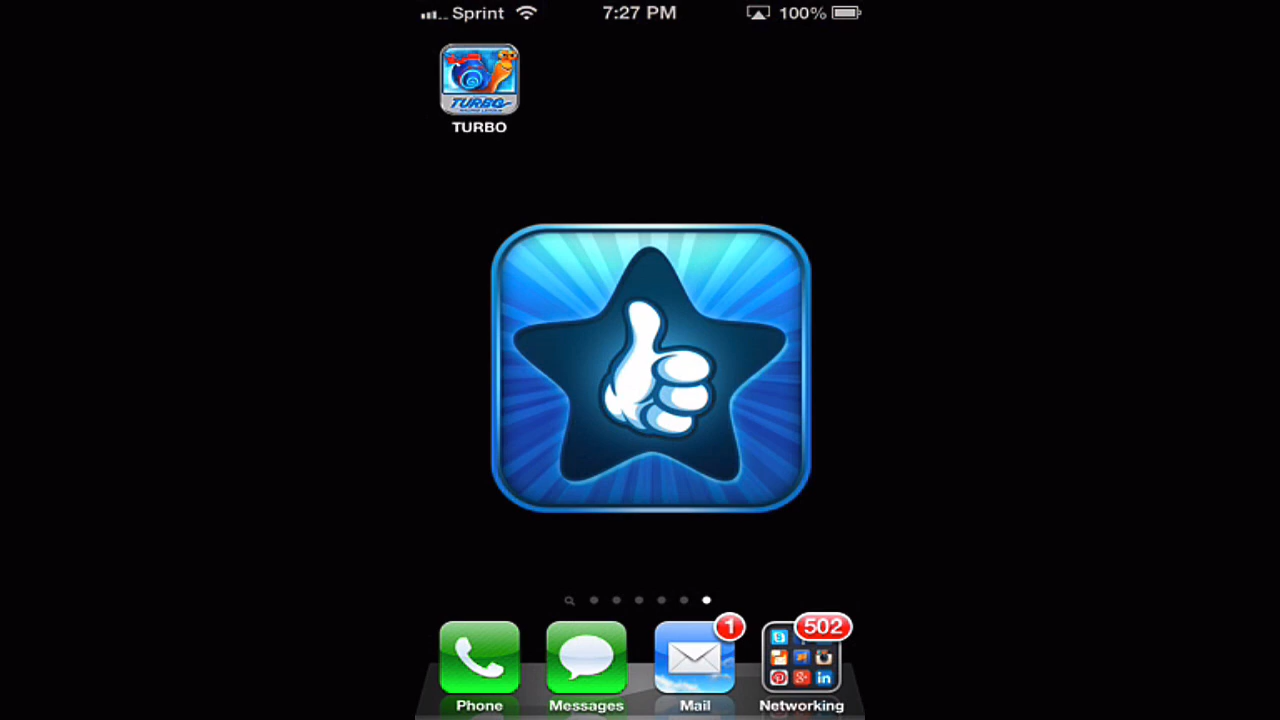 Sprint 7:27 PM 100%
TURBO
TURBO
1 502
Phone Messages Mail Networking